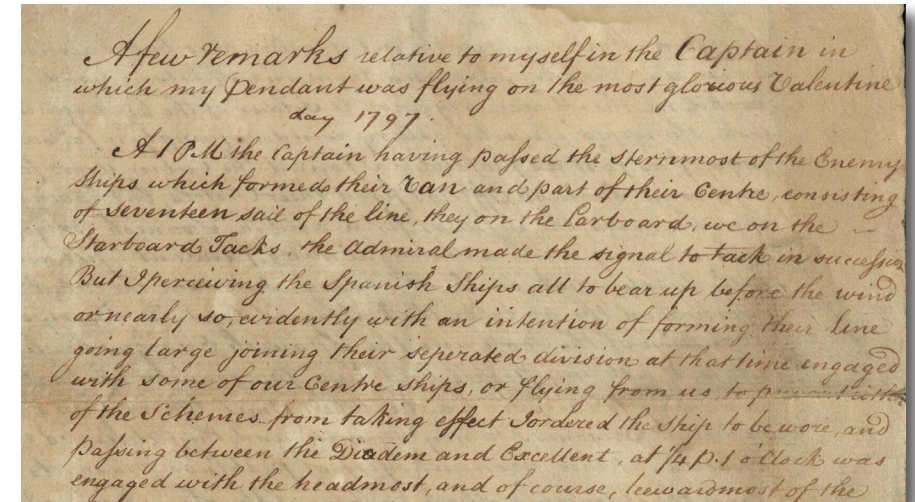 A few remarks relative to myself in the Captain in
which my Pendant was flying on the most glorious Valentine
day 1797.
At 1 PM the Captain having passed the sternmost of the Enemy
Ships which formed their Van and part of their Centre, consisting
of seventeen sail of the line, they on the Larboard, we on the
Starboard Tacks, the Admiral made the signal to tack in succession
But I perceiving the Spanish Ships all to bear up before the wind
or nearly so, evidently with an intention of forming their line
going large joining their seperated division at that time engaged
with some of our Centre ships, or flying from us, to prevent either
of the Schemes from taking effect I ordered the ship to be wore, and
passing between the Diadem and Excellent, at 1/4 p. 1 o'Clock was
engaged with the headmost, and of course, leewardmost of the